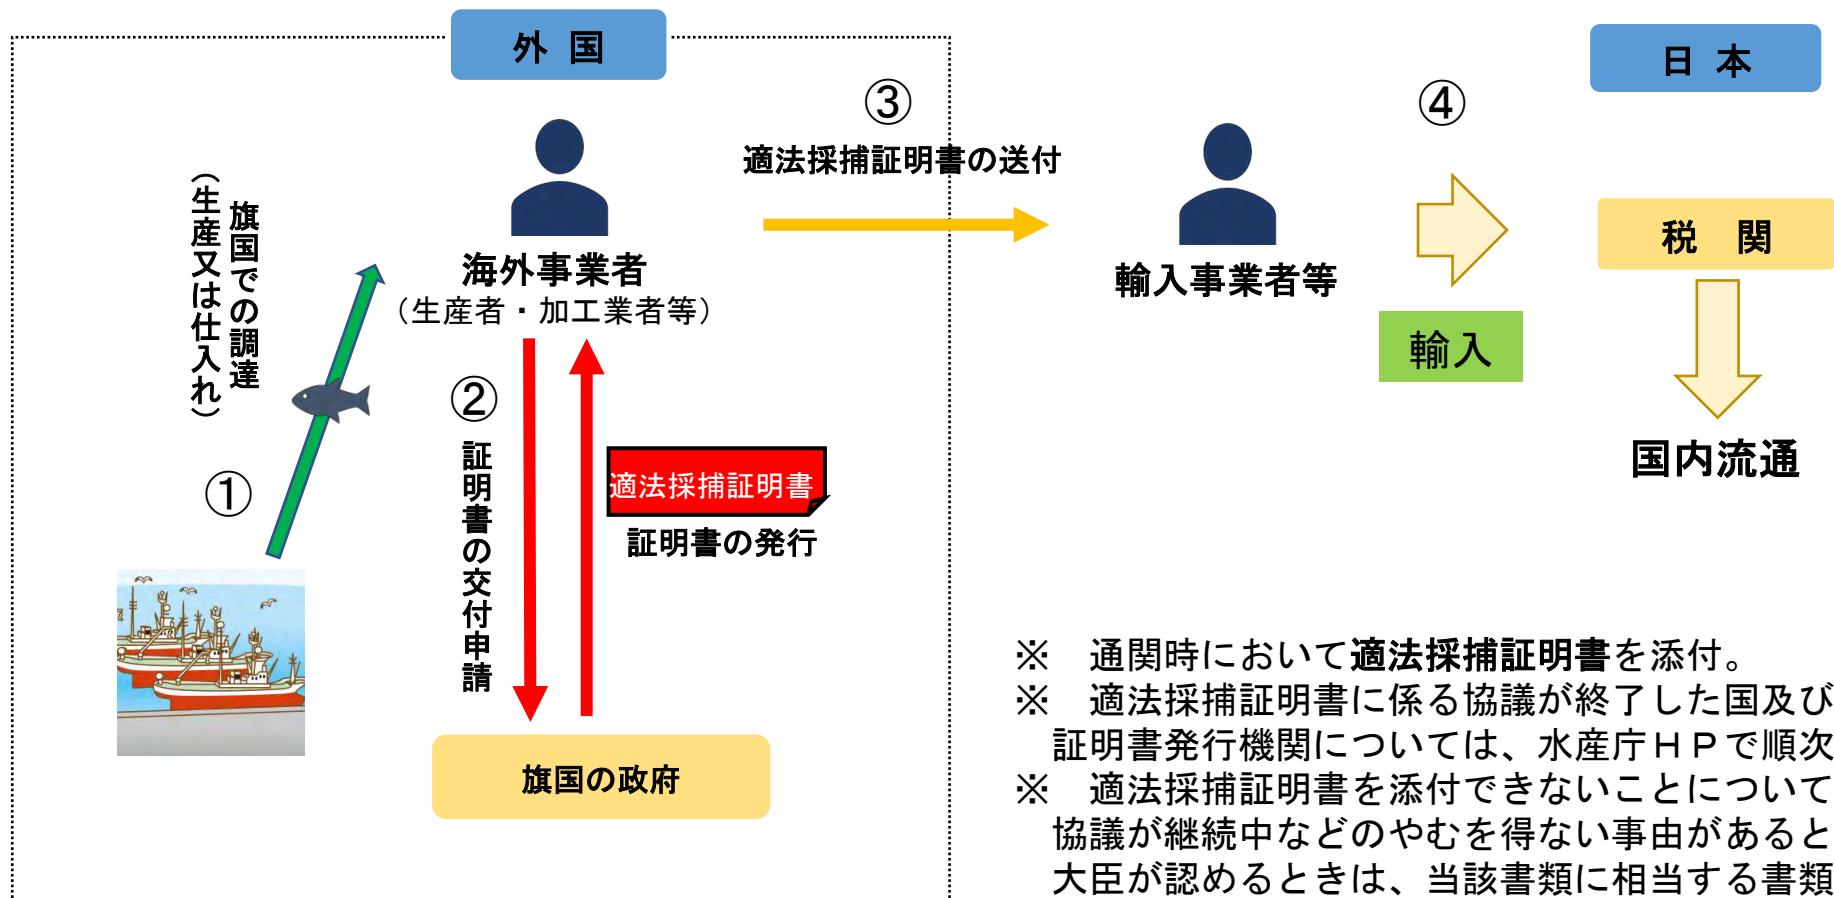 外 国
日 本
③
適法採捕証明書の送付
④
旗国での調達
（生産又は仕入れ）
①
海外事業者
（生産者・加工業者等）
輸入事業者等
税 関
輸入
国内流通
②
証明書の交付申請
適法採捕証明書
証明書の発行
旗国の政府
※ 通関時において適法採捕証明書を添付。
※ 適法採捕証明書に係る協議が終了した国及び
証明書発行機関については、水産庁ＨＰで順次
※ 適法採捕証明書を添付できないことについて
協議が継続中などのやむを得ない事由があると
大臣が認めるときは、当該書類に相当する書類